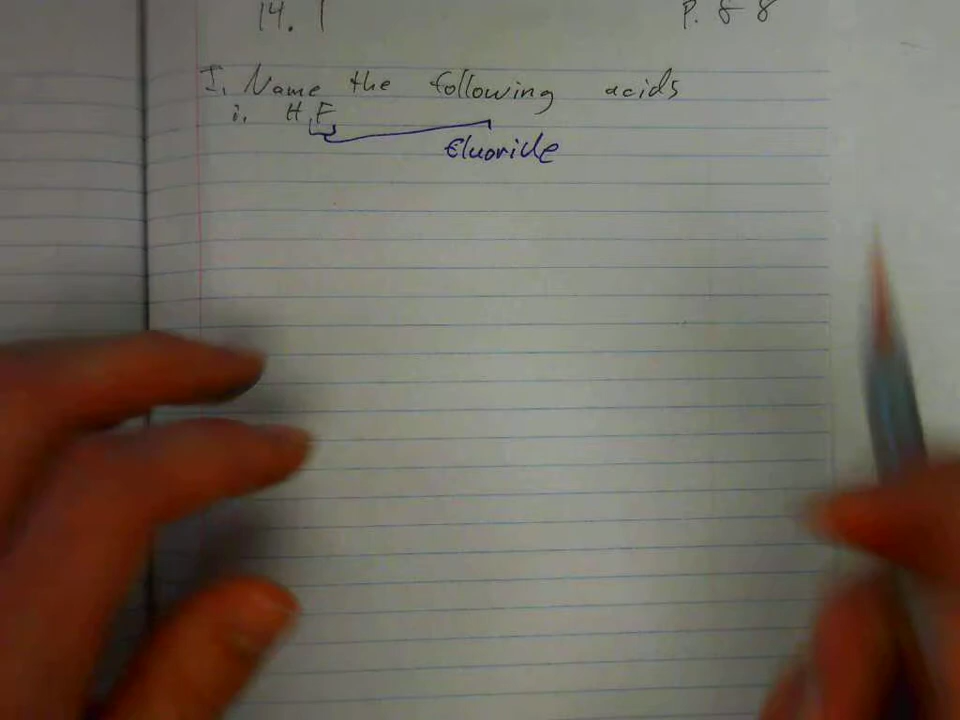 14. 1 P. 88
I. Name the following acids
i. HF
Fluoride